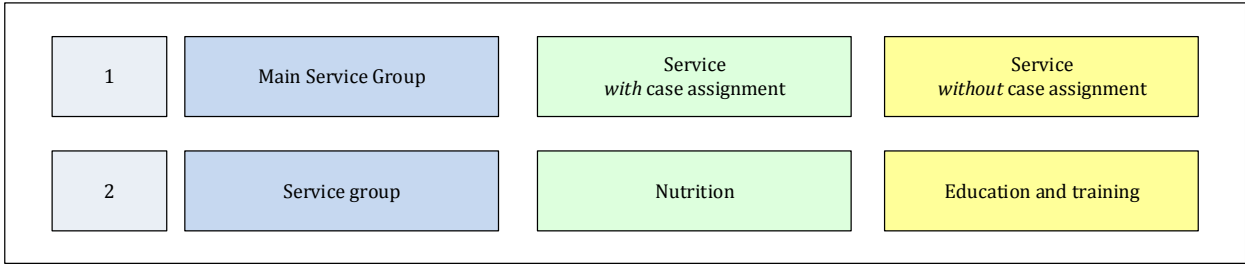 1
Main Service Group
Service
with case assignment
Service
without case assignment
2
Service group
Nutrition
Education and training